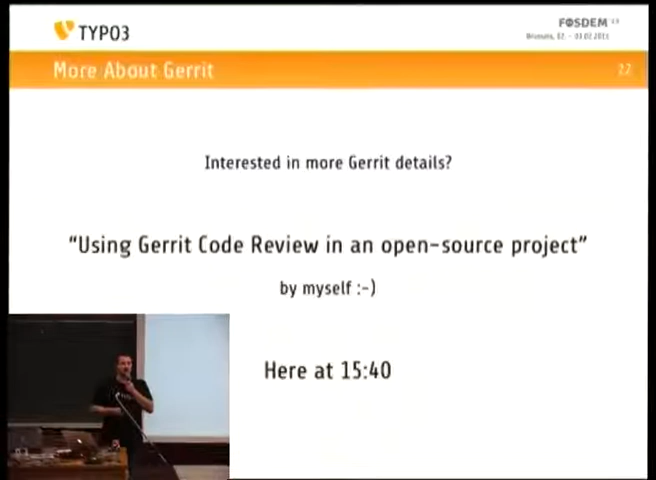 TYPO3
FOSDEM'13
More About Gerrit
22
Interested in more Gerrit details?
"Using Gerrit Code Review in an open-source project"
by myself :-)
Here at 15:40